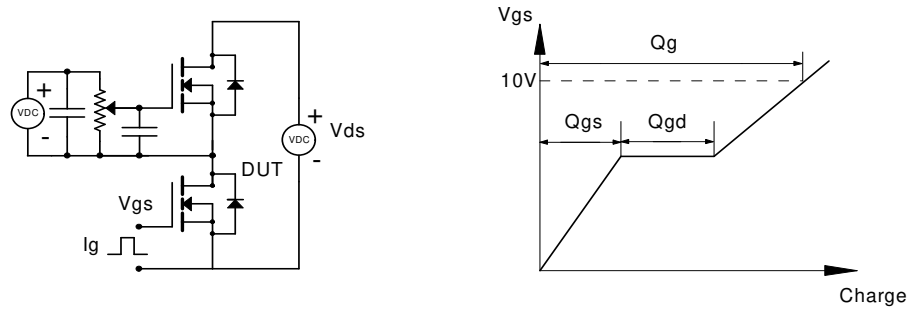 +
VDC
-
+
VDC
-
Vds
DUT
Vgs
Ig
Vgs
Qg
10V
Qgs
Qgd
Charge